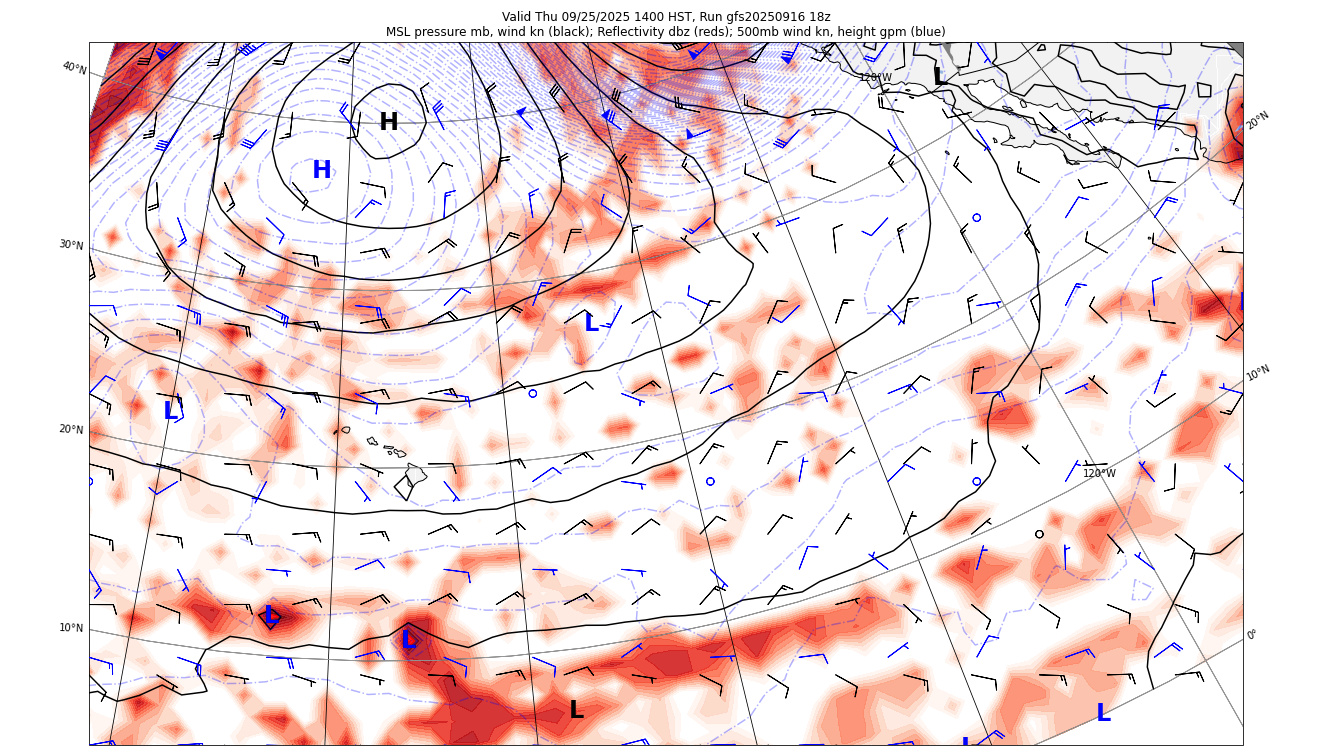 Valid Thu 09/25/2025 1400 HST, Run gfs20250916 18z
MSL pressure mb, wind kn (black); Reflectivity dbz (reds); 500mb wind kn, height gpm (blue)
40°N
120°W
L
20°N
H
H
30°N
L
10°N
L
20°N
120°W
L
10°N
L
0°
L
L
L